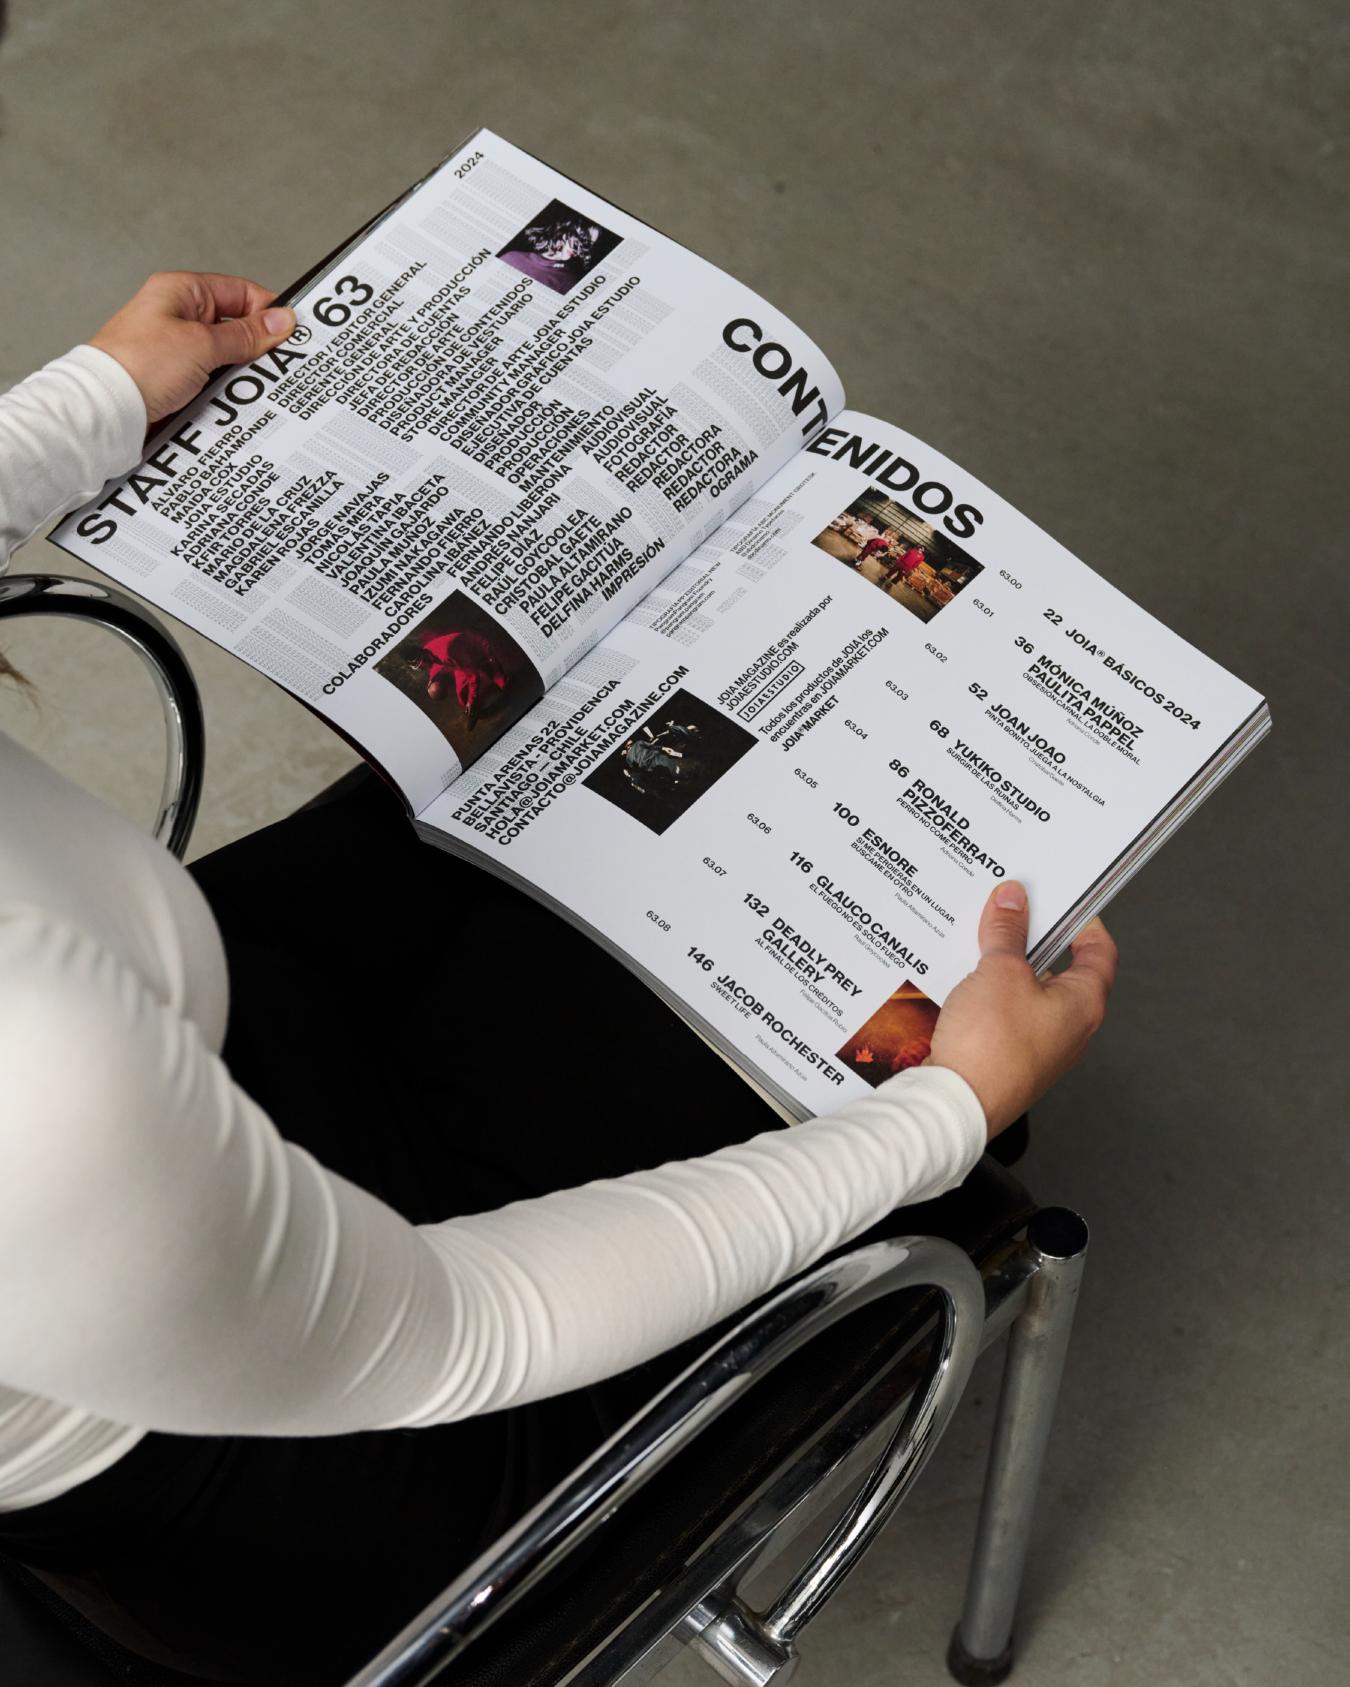 2024
STAFF JOIA® 63
ALVARO FIERRO
PABLO BAHAMONDE
MAIDA COX
JOIA ESTUDIO
KARINA ESCADAS
ADRIANA CONDE
KFIR TORRES
MAGDALENA FREZZA
GABRIEL ESCANILLA
KAREN ROJAS
JORGE NAVAJAS
TOMÁS MERA
NICOLÁS TAPIA
VALENTINA IBACETA
JOAQUÍN GAJARDO
PAULA MUÑOZ
IZUMI NAKAGAWA
FERNANDO FIERRO
CAROLINA IBAÑEZ
ARMANDO LIBERONA
ANDRÉS MANJARI
FELIPE DÍAZ
DIRECTOR / EDITOR GENERAL
DIRECTOR COMERCIAL
GERENTE GENERAL
DIRECCIÓN DE ARTE Y PRODUCCIÓN
DIRECTORA DE CUENTAS
JEFA DE REDACCIÓN
DIRECTOR DE ARTE
PRODUCCIÓN DE CONTENIDOS
DISEÑADORA DE VESTUARIO
PRODUCT MANAGER
STORE MANAGER
DIRECTOR DE ARTE JOIA ESTUDIO
COMMUNITY MANAGER
DISEÑADOR GRÁFICO JOIA ESTUDIO
EJECUTIVA DE CUENTAS
DISEÑADOR
PRODUCCIÓN
PRODUCCIÓN
OPERACIONES
MANTENIMIENTO
AUDIOVISUAL
AUDIOVISUAL
COLABORADORES
RAÚL GOYCOOLEA
CRISTOBAL GAETE
PAULA ALTAMIRANO
FELIPE GACITÚA
DELFINA HARMS
IMPRESIÓN
FOTOGRAFÍA
REDACTOR
REDACTOR
REDACTORA
REDACTOR
REDACTORA
OGRAMA
CONTENIDOS
PUNTA ARENAS 22
BELLAVISTA - PROVIDENCIA
SANTIAGO — CHILE
HOLA@JOIAMARKET.COM
CONTACTO@JOIAMAGAZINE.COM
JOIA MAGAZINE es realizada por
JOIAESTUDIO.COM
JOIAESTUDIO
Todos los productos de JOIA los
encuentras en JOIAMARKET.COM
JOIA®MARKET
63.00
22 JOIA® BÁSICOS 2024
63.01
36 MÓNICA MUÑOZ
PAULITA PAPPEL
OBSESIÓN CARNAL, LA DOBLE MORAL
Adriana Conde
63.02
52 JOAN JOAO
PINTA BONITO, JUEGA A LA NOSTALGIA
Cristóbal Gaete
63.03
68 YUKIKO STUDIO
SURGIR DE LAS RUINAS
Delfina Harms
63.04
86 RONALD
PIZZOFERRATO
PERRO NO COME PERRO
Adriana Conde
63.05
100 ESNORE
SI ME PERDIERAS EN UN LUGAR,
BÚSCAME EN OTRO
Paula Altamirano Azúa
63.06
116 GLAUCO CANALIS
EL FUEGO NO ES SOLO FUEGO
Raúl Goycoolea
63.07
132 DEADLY PREY
GALLERY
AL FINAL DE LOS CRÉDITOS
Felipe Gacitúa Rubio
63.08
146 JACOB ROCHESTER
SWEET LIFE
Paula Altamirano Azúa